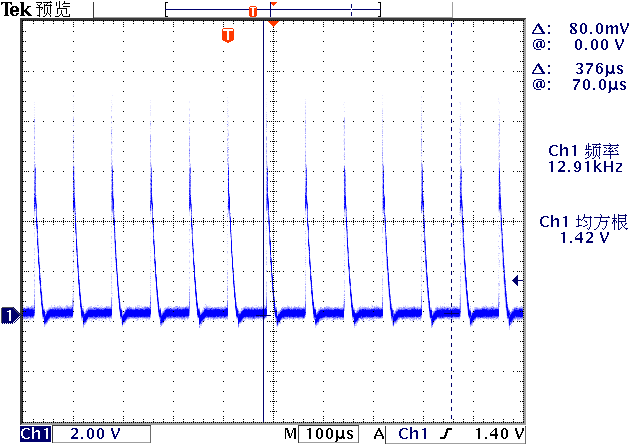 Tek 预览
T
T
Δ: 80.0mV
@: 0.00 V
Δ: 376µs
@: 70.0µs
Ch1 频率
12.91kHz
Ch1 均方根
1.42 V
1
Ch1 2.00 V M 100µs A Ch1 1.40 V